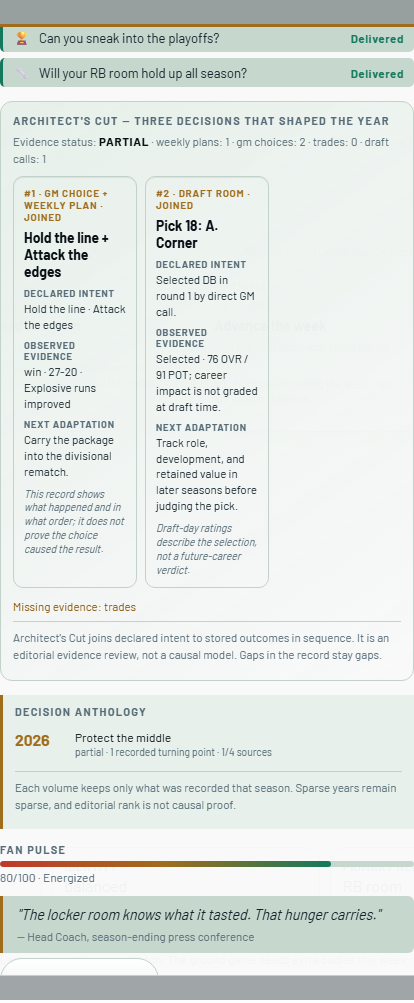 Can you sneak into the playoffs? Delivered
Will your RB room hold up all season? Delivered
ARCHITECT'S CUT — THREE DECISIONS THAT SHAPED THE YEAR
Evidence status: PARTIAL · weekly plans: 1 · gm choices: 2 · trades: 0 · draft
calls: 1
#1 · GM CHOICE +
WEEKLY PLAN ·
JOINED
Hold the line +
Attack the
edges
DECLARED INTENT
Hold the line · Attack
the edges
OBSERVED
EVIDENCE
win · 27-20 ·
Explosive runs
improved
NEXT ADAPTATION
Carry the package
into the divisional
rematch.
This record shows
what happened and in
what order; it does not
prove the choice
caused the result.
#2 · DRAFT ROOM ·
JOINED
Pick 18: A.
Corner
DECLARED INTENT
Selected DB in
round 1 by direct GM
call.
OBSERVED
EVIDENCE
Selected · 76 OVR /
91 POT; career
impact is not graded
at draft time.
NEXT ADAPTATION
Track role,
development, and
retained value in
later seasons before
judging the pick.
Draft-day ratings
describe the selection,
not a future-career
verdict.
Missing evidence: trades
Architect's Cut joins declared intent to stored outcomes in sequence. It is an
editorial evidence review, not a causal model. Gaps in the record stay gaps.
DECISION ANTHOLOGY
2026 Protect the middle
partial · 1 recorded turning point · 1/4 sources
Each volume keeps only what was recorded that season. Sparse years remain
sparse, and editorial rank is not causal proof.
FAN PULSE
80/100 · Energized
"The locker room knows what it tasted. That hunger carries."
— Head Coach, season-ending press conference